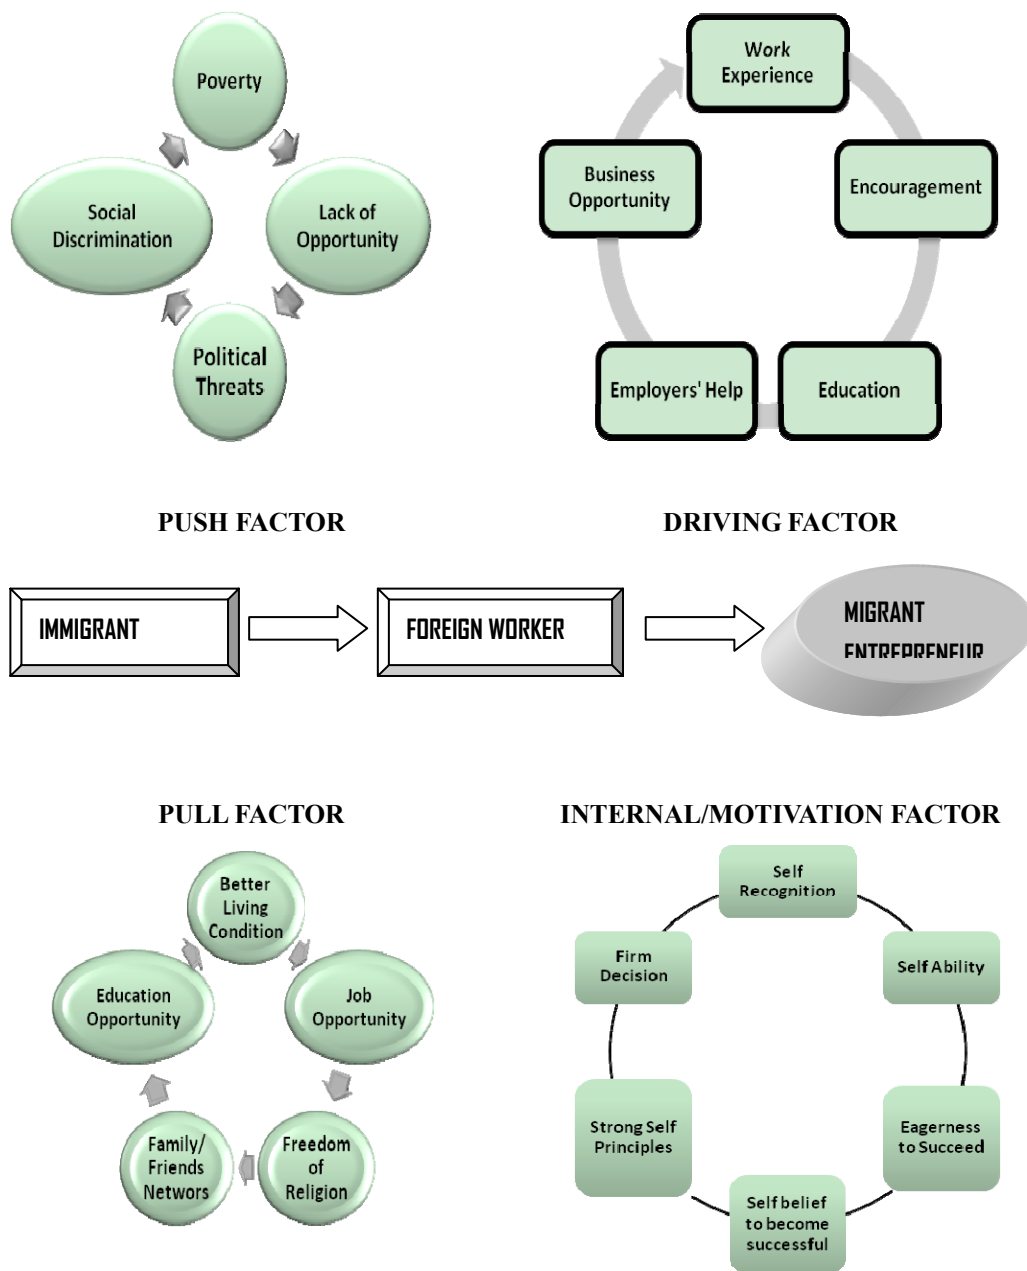 Poverty
Social
Discrimination
Lack of
Opportunity
Political
Threats
Work
Experience
Business
Opportunity
Encouragement
Employers' Help
Education
PUSH FACTOR
DRIVING FACTOR
IMMIGRANT
FOREIGN WORKER
MIGRANT
ENTREPRENEUR
PULL FACTOR
INTERNAL/MOTIVATION FACTOR
Better
Living
Condition
Education
Opportunity
Job
Opportunity
Family/
Friends
Networs
Freedom
of
Religion
Self
Recognition
Firm
Decision
Self Ability
Strong Self
Principles
Eagerness
to Succeed
Self belief
to become
successful